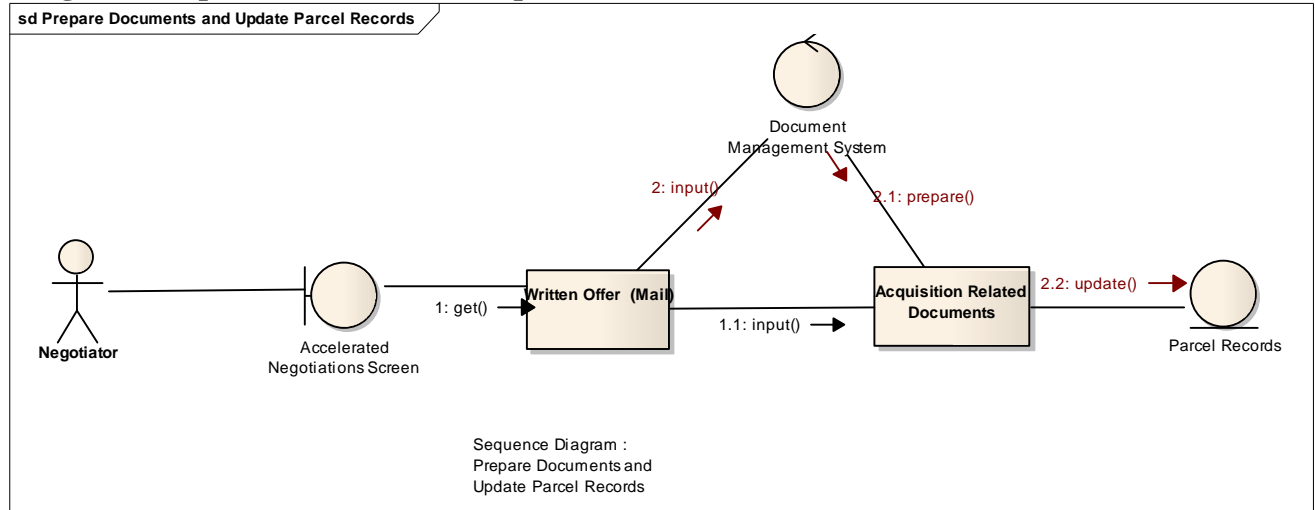 sd Prepare Documents and Update Parcel Records
Document
Management System
2: input()
2.1: prepare()
Negotiator
Accelerated
Negotiations Screen
1: get()
Written Offer (Mail)
1.1: input()
Acquisition Related
Documents
2.2: update()
Parcel Records
Sequence Diagram :
Prepare Documents and
Update Parcel Records